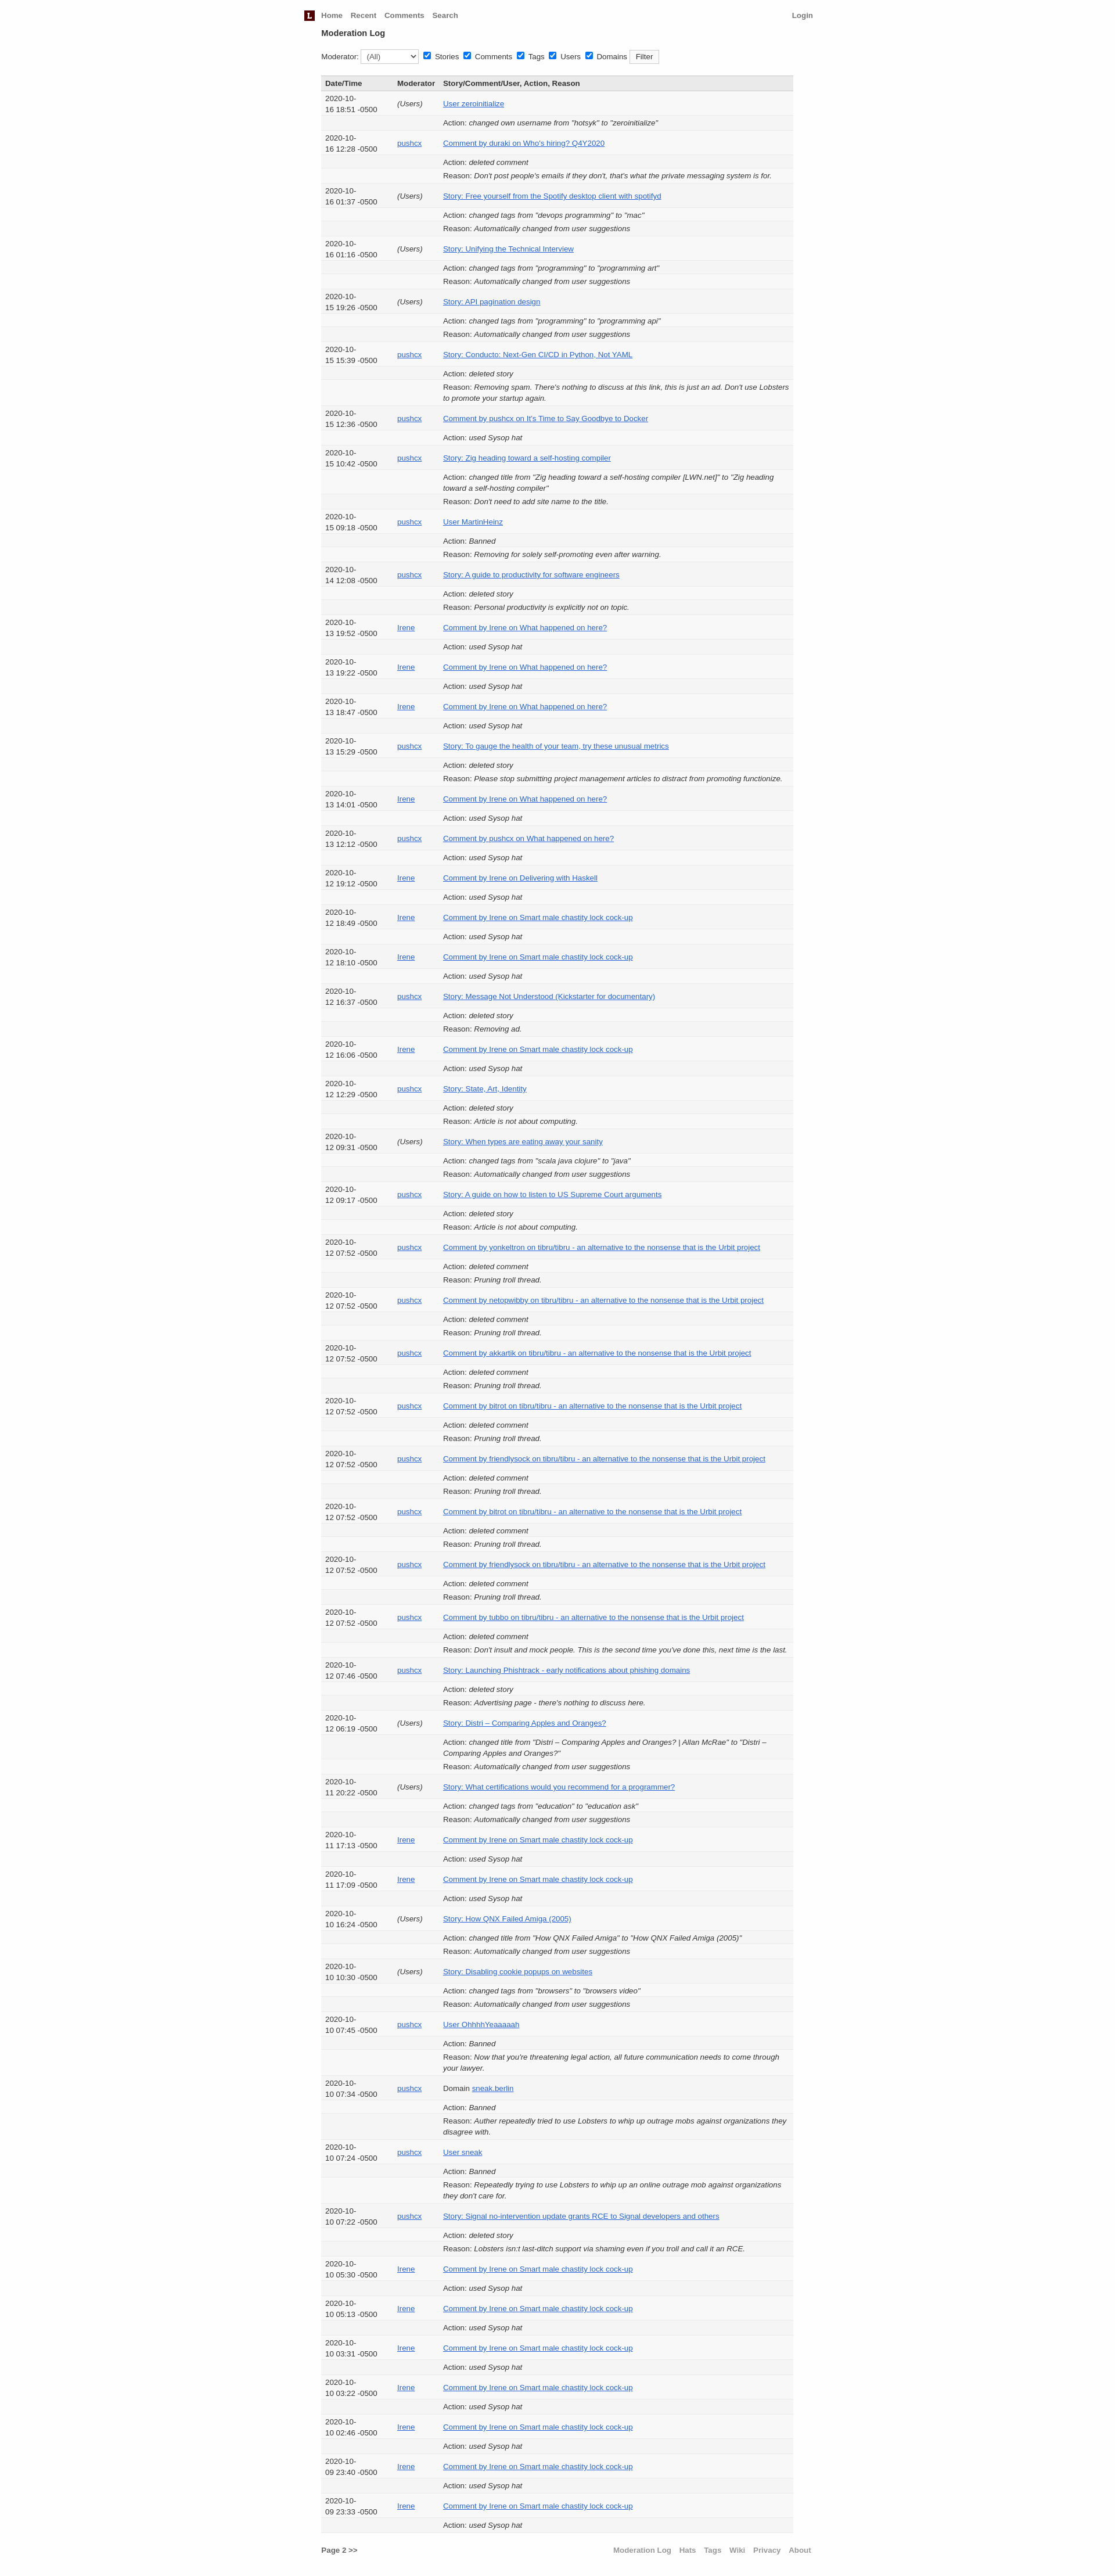 L Home Recent Comments Search Login
Moderation Log
Moderator: (All) Stories Comments Tags Users Domains Filter
Date/Time Moderator Story/Comment/User, Action, Reason
2020-10-
16 18:51 -0500 (Users) User zeroinitialize
Action: changed own username from "hotsyk" to "zeroinitialize"
2020-10-
16 12:28 -0500 pushcx Comment by duraki on Who's hiring? Q4Y2020
Action: deleted comment
Reason: Don't post people's emails if they don't, that's what the private messaging system is for.
2020-10-
16 01:37 -0500 (Users) Story: Free yourself from the Spotify desktop client with spotifyd
Action: changed tags from "devops programming" to "mac"
Reason: Automatically changed from user suggestions
2020-10-
16 01:16 -0500 (Users) Story: Unifying the Technical Interview
Action: changed tags from "programming" to "programming art"
Reason: Automatically changed from user suggestions
2020-10-
15 19:26 -0500 (Users) Story: API pagination design
Action: changed tags from "programming" to "programming api"
Reason: Automatically changed from user suggestions
2020-10-
15 15:39 -0500 pushcx Story: Conducto: Next-Gen CI/CD in Python, Not YAML
Action: deleted story
Reason: Removing spam. There's nothing to discuss at this link, this is just an ad. Don't use Lobsters
to promote your startup again.
2020-10-
15 12:36 -0500 pushcx Comment by pushcx on It's Time to Say Goodbye to Docker
Action: used Sysop hat
2020-10-
15 10:42 -0500 pushcx Story: Zig heading toward a self-hosting compiler
Action: changed title from "Zig heading toward a self-hosting compiler [LWN.net]" to "Zig heading
toward a self-hosting compiler"
Reason: Don't need to add site name to the title.
2020-10-
15 09:18 -0500 pushcx User MartinHeinz
Action: Banned
Reason: Removing for solely self-promoting even after warning.
2020-10-
14 12:08 -0500 pushcx Story: A guide to productivity for software engineers
Action: deleted story
Reason: Personal productivity is explicitly not on topic.
2020-10-
13 19:52 -0500 Irene Comment by Irene on What happened on here?
Action: used Sysop hat
2020-10-
13 19:22 -0500 Irene Comment by Irene on What happened on here?
Action: used Sysop hat
2020-10-
13 18:47 -0500 Irene Comment by Irene on What happened on here?
Action: used Sysop hat
2020-10-
13 15:29 -0500 pushcx Story: To gauge the health of your team, try these unusual metrics
Action: deleted story
Reason: Please stop submitting project management articles to distract from promoting functionize.
2020-10-
13 14:01 -0500 Irene Comment by Irene on What happened on here?
Action: used Sysop hat
2020-10-
13 12:12 -0500 pushcx Comment by pushcx on What happened on here?
Action: used Sysop hat
2020-10-
12 19:12 -0500 Irene Comment by Irene on Delivering with Haskell
Action: used Sysop hat
2020-10-
12 18:49 -0500 Irene Comment by Irene on Smart male chastity lock cock-up
Action: used Sysop hat
2020-10-
12 18:10 -0500 Irene Comment by Irene on Smart male chastity lock cock-up
Action: used Sysop hat
2020-10-
12 16:37 -0500 pushcx Story: Message Not Understood (Kickstarter for documentary)
Action: deleted story
Reason: Removing ad.
2020-10-
12 16:06 -0500 Irene Comment by Irene on Smart male chastity lock cock-up
Action: used Sysop hat
2020-10-
12 12:29 -0500 pushcx Story: State, Art, Identity
Action: deleted story
Reason: Article is not about computing.
2020-10-
12 09:31 -0500 (Users) Story: When types are eating away your sanity
Action: changed tags from "scala java clojure" to "java"
Reason: Automatically changed from user suggestions
2020-10-
12 09:17 -0500 pushcx Story: A guide on how to listen to US Supreme Court arguments
Action: deleted story
Reason: Article is not about computing.
2020-10-
12 07:52 -0500 pushcx Comment by yonkeltron on tibru/tibru - an alternative to the nonsense that is the Urbit project
Action: deleted comment
Reason: Pruning troll thread.
2020-10-
12 07:52 -0500 pushcx Comment by netopwibby on tibru/tibru - an alternative to the nonsense that is the Urbit project
Action: deleted comment
Reason: Pruning troll thread.
2020-10-
12 07:52 -0500 pushcx Comment by akkartik on tibru/tibru - an alternative to the nonsense that is the Urbit project
Action: deleted comment
Reason: Pruning troll thread.
2020-10-
12 07:52 -0500 pushcx Comment by bitrot on tibru/tibru - an alternative to the nonsense that is the Urbit project
Action: deleted comment
Reason: Pruning troll thread.
2020-10-
12 07:52 -0500 pushcx Comment by friendlysock on tibru/tibru - an alternative to the nonsense that is the Urbit project
Action: deleted comment
Reason: Pruning troll thread.
2020-10-
12 07:52 -0500 pushcx Comment by bitrot on tibru/tibru - an alternative to the nonsense that is the Urbit project
Action: deleted comment
Reason: Pruning troll thread.
2020-10-
12 07:52 -0500 pushcx Comment by friendlysock on tibru/tibru - an alternative to the nonsense that is the Urbit project
Action: deleted comment
Reason: Pruning troll thread.
2020-10-
12 07:52 -0500 pushcx Comment by tubbo on tibru/tibru - an alternative to the nonsense that is the Urbit project
Action: deleted comment
Reason: Don't insult and mock people. This is the second time you've done this, next time is the last.
2020-10-
12 07:46 -0500 pushcx Story: Launching Phishtrack - early notifications about phishing domains
Action: deleted story
Reason: Advertising page - there's nothing to discuss here.
2020-10-
12 06:19 -0500 (Users) Story: Distri – Comparing Apples and Oranges?
Action: changed title from "Distri – Comparing Apples and Oranges? | Allan McRae" to "Distri –
Comparing Apples and Oranges?"
Reason: Automatically changed from user suggestions
2020-10-
11 20:22 -0500 (Users) Story: What certifications would you recommend for a programmer?
Action: changed tags from "education" to "education ask"
Reason: Automatically changed from user suggestions
2020-10-
11 17:13 -0500 Irene Comment by Irene on Smart male chastity lock cock-up
Action: used Sysop hat
2020-10-
11 17:09 -0500 Irene Comment by Irene on Smart male chastity lock cock-up
Action: used Sysop hat
2020-10-
10 16:24 -0500 (Users) Story: How QNX Failed Amiga (2005)
Action: changed title from "How QNX Failed Amiga" to "How QNX Failed Amiga (2005)"
Reason: Automatically changed from user suggestions
2020-10-
10 10:30 -0500 (Users) Story: Disabling cookie popups on websites
Action: changed tags from "browsers" to "browsers video"
Reason: Automatically changed from user suggestions
2020-10-
10 07:45 -0500 pushcx User OhhhhYeaaaaah
Action: Banned
Reason: Now that you're threatening legal action, all future communication needs to come through
your lawyer.
2020-10-
10 07:34 -0500 pushcx Domain sneak.berlin
Action: Banned
Reason: Auther repeatedly tried to use Lobsters to whip up outrage mobs against organizations they
disagree with.
2020-10-
10 07:24 -0500 pushcx User sneak
Action: Banned
Reason: Repeatedly trying to use Lobsters to whip up an online outrage mob against organizations
they don't care for.
2020-10-
10 07:22 -0500 pushcx Story: Signal no-intervention update grants RCE to Signal developers and others
Action: deleted story
Reason: Lobsters isn:t last-ditch support via shaming even if you troll and call it an RCE.
2020-10-
10 05:30 -0500 Irene Comment by Irene on Smart male chastity lock cock-up
Action: used Sysop hat
2020-10-
10 05:13 -0500 Irene Comment by Irene on Smart male chastity lock cock-up
Action: used Sysop hat
2020-10-
10 03:31 -0500 Irene Comment by Irene on Smart male chastity lock cock-up
Action: used Sysop hat
2020-10-
10 03:22 -0500 Irene Comment by Irene on Smart male chastity lock cock-up
Action: used Sysop hat
2020-10-
10 02:46 -0500 Irene Comment by Irene on Smart male chastity lock cock-up
Action: used Sysop hat
2020-10-
09 23:40 -0500 Irene Comment by Irene on Smart male chastity lock cock-up
Action: used Sysop hat
2020-10-
09 23:33 -0500 Irene Comment by Irene on Smart male chastity lock cock-up
Action: used Sysop hat
Page 2 >> Moderation Log Hats Tags Wiki Privacy About